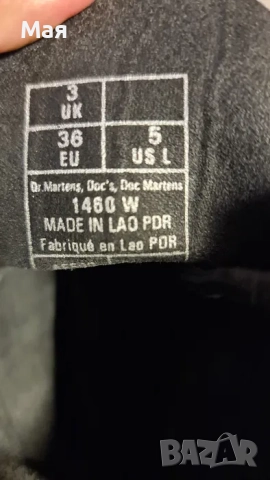 Мая
3
UK
36
EU
5
US L
Dr.Martens, Doc's, Doc Martens
1460 W
MADE IN LAO PDR
Fabriqué en Lao PDR
BAZAR